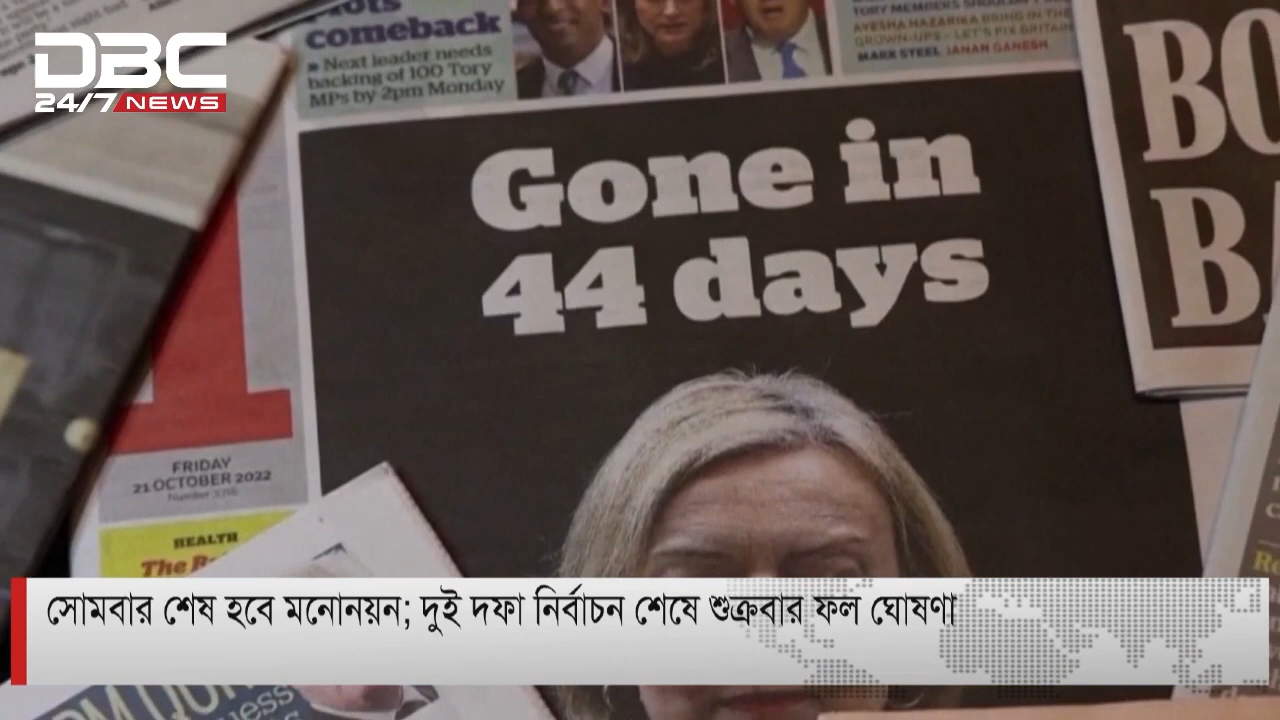 DBC
24/7 NEWS
comeback
» Next leader needs
backing of 100 Tory
MPs by 2pm Monday
TORY MEMBERS
AYESHA HAZARIKA BRING IN THE
GROWN-UPS – LET'S FIX BRITAIN
MARK STEEL JANAN GANESH
Gone in
44 days
FRIDAY
21 OCTOBER 2022
HEALTH
The
সোমবার শেষ হবে মনোনয়ন; দুই দফা নির্বাচন শেষে শুক্রবার ফল ঘোষণা